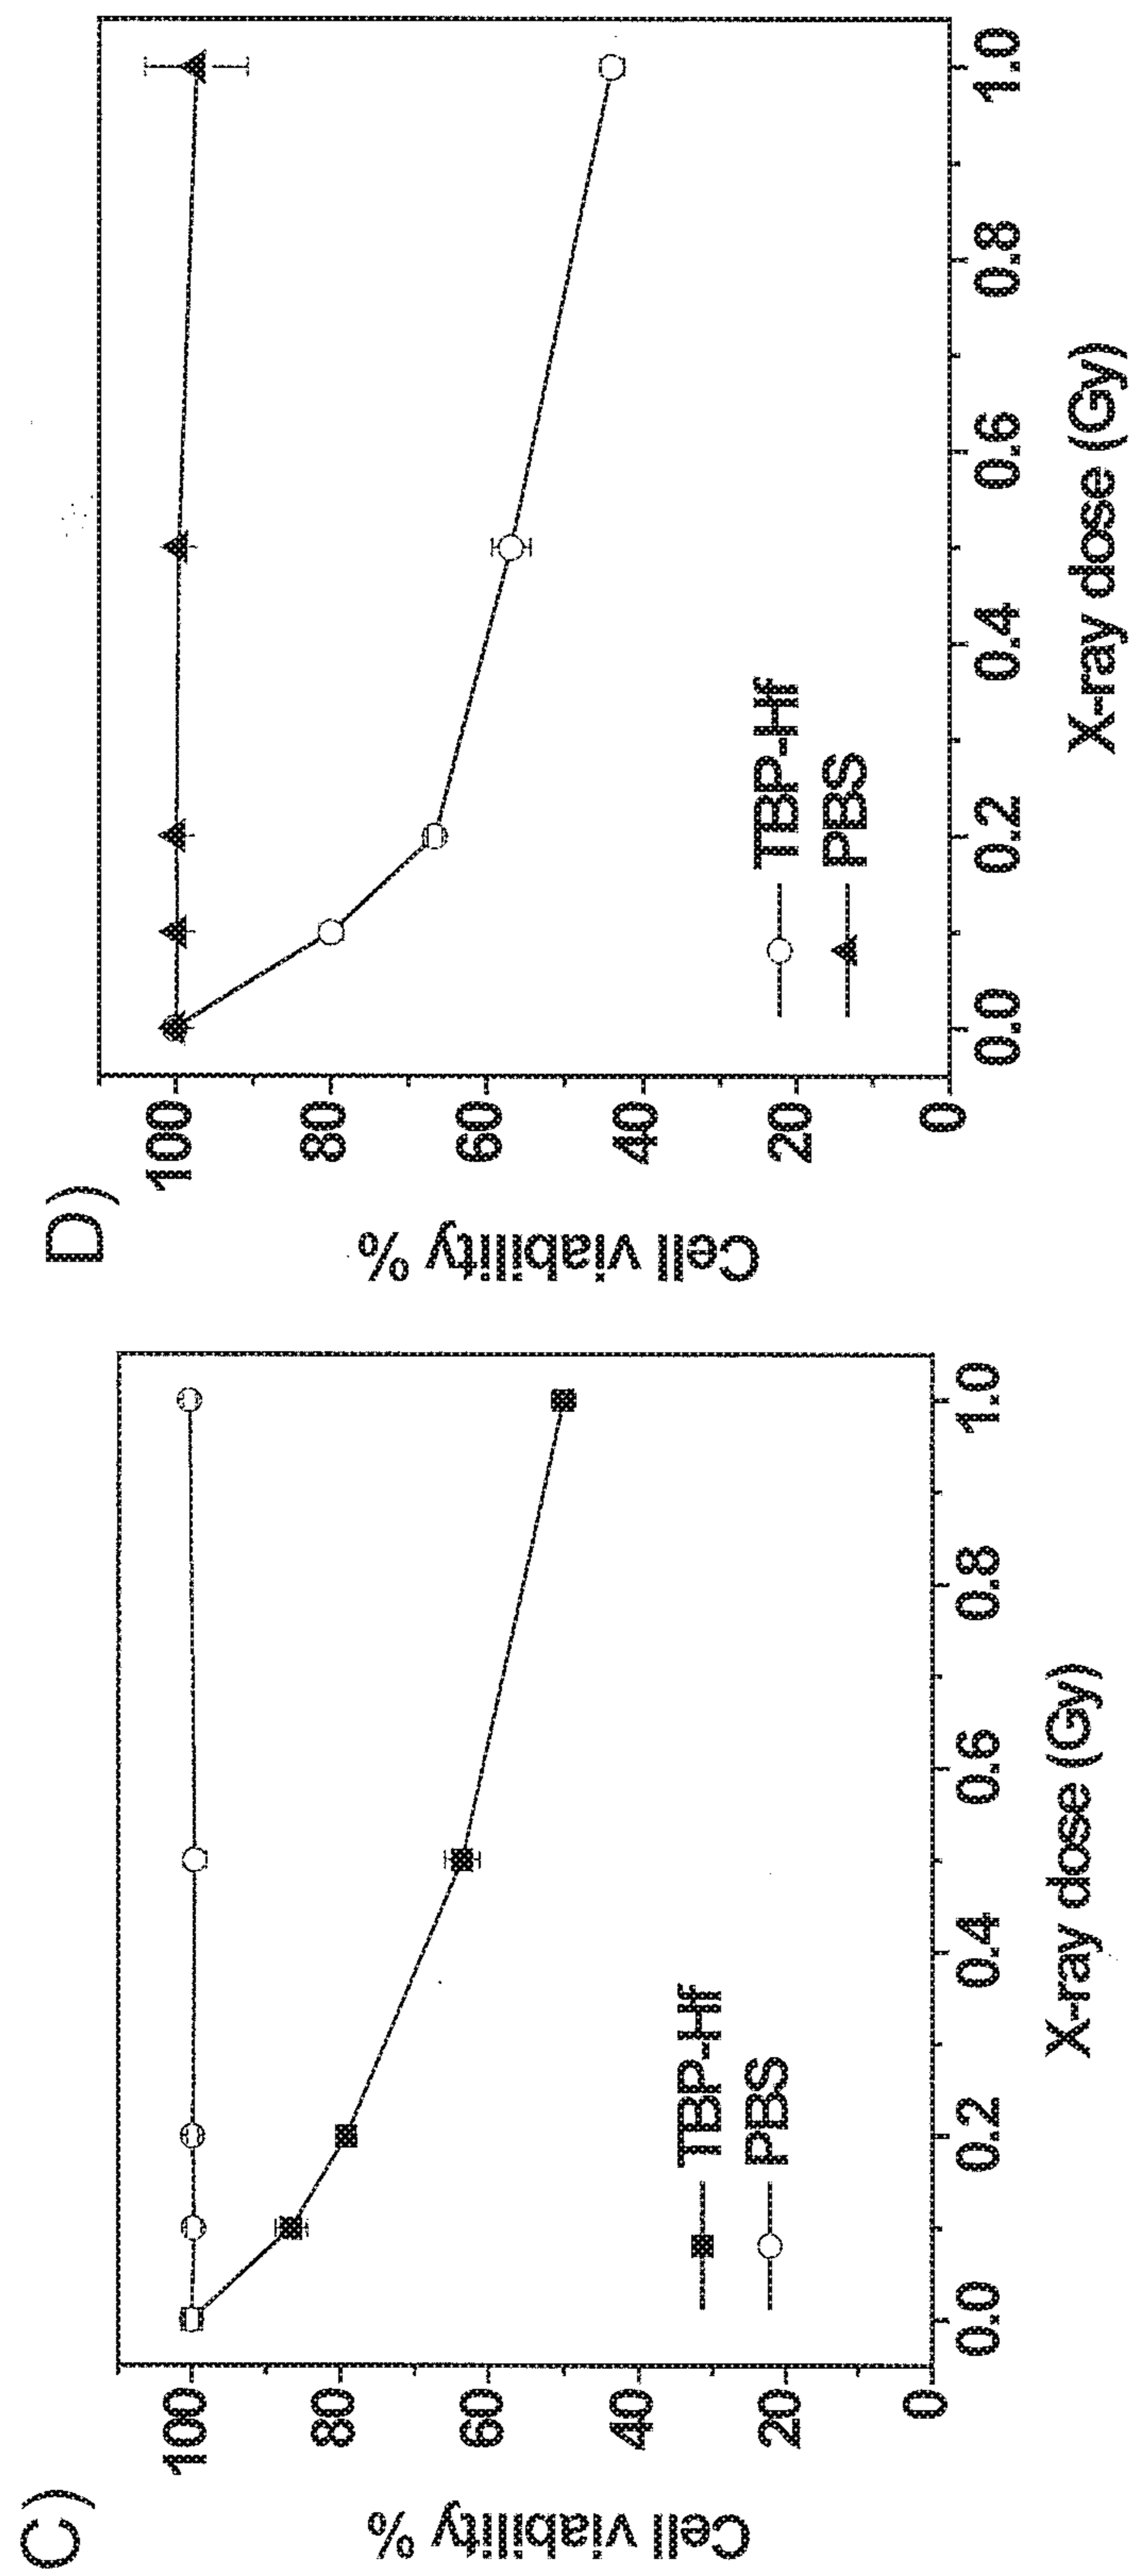 C)
Cell viability %
100
80
60
40
20
0
TBP-Hf
PBS
0.0 0.2 0.4 0.6 0.8 1.0
X-ray dose (Gy)
D)
Cell viability %
100
80
60
40
20
0
TBP-Hf
PBS
0.0 0.2 0.4 0.6 0.8 1.0
X-ray dose (Gy)